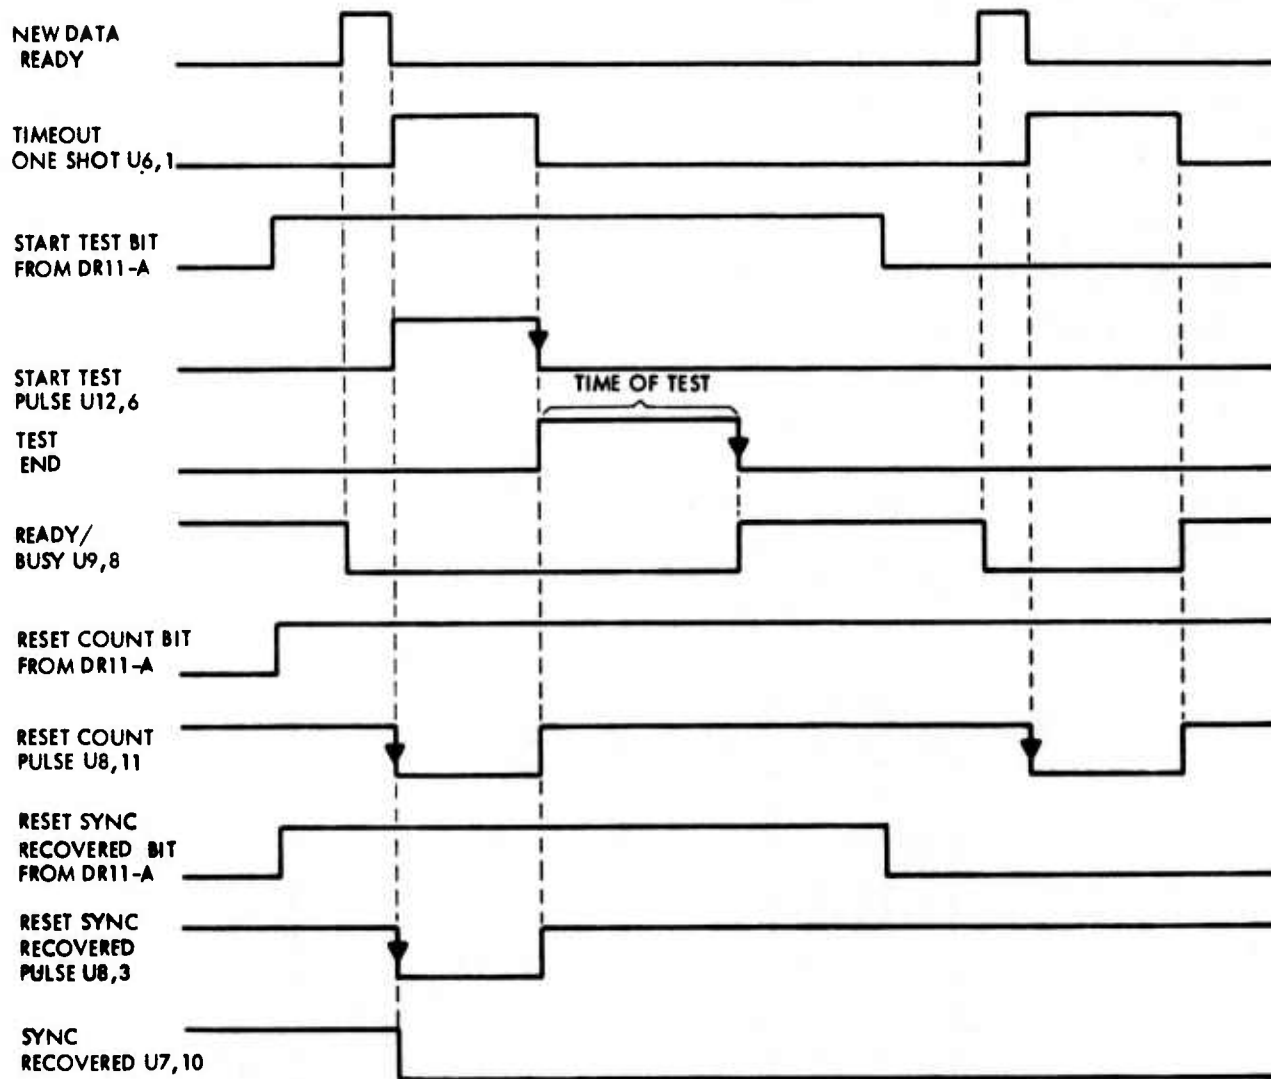 NEW DATA
READY
TIMEOUT
ONE SHOT U6,1
START TEST BIT
FROM DR11-A
START TEST
PULSE U12,6
TIME OF TEST
TEST
END
READY/
BUSY U9,8
RESET COUNT BIT
FROM DR11-A
RESET COUNT
PULSE U8,11
RESET SYNC
RECOVERED BIT
FROM DR11-A
RESET SYNC
RECOVERED
PULSE U8,3
SYNC
RECOVERED U7,10